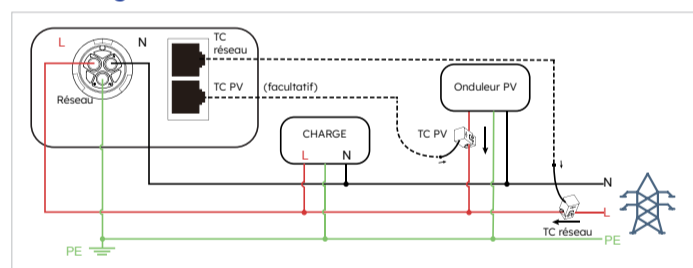 L
N
TC
réseau
Réseau
TC PV
(facultatif)
Onduleur PV
TC PV
CHARGE
L
N
N
L
TC réseau
PE
PE